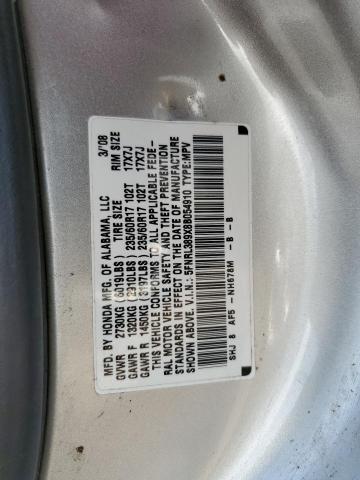 MFD. BY HONDA MFG. OF ALABAMA, LLC 3/'08
GVWR 2730KG (6019LBS) TIRE SIZE RIM SIZE
GAWR F 1320KG (2910LBS) 235/60R17 102T 17X7J
GAWR R 1450KG (3197LBS) 235/60R17 102T 17X7J
THIS VEHICLE CONFORMS TO ALL APPLICABLE FEDE-
RAL MOTOR VEHICLE SAFETY AND THEFT PREVENTION
STANDARDS IN EFFECT ON THE DATE OF MANUFACTURE
SHOWN ABOVE. V.I.N.: 5FNRL389X8B054910 TYPE:MPV
SHJ 8 AF5 - NH678M - B - B